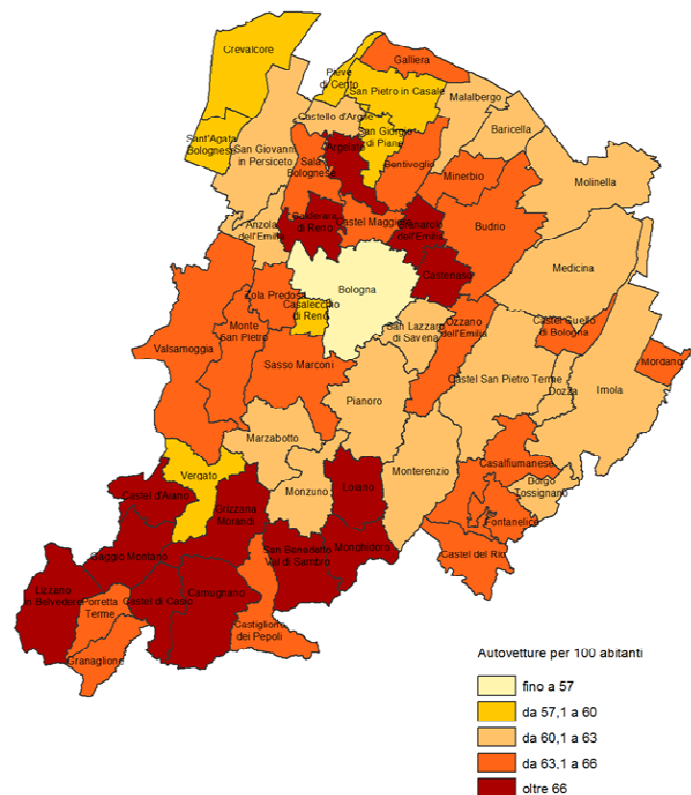 Crevalcore
Galliera
Pieve
di Cento
San Pietro in Casale
Malalbergo
Castello d'Argile
Baricella
Sant'Agata
Bolognese
San Giorgio
di Piano
San Giovanni
in Persiceto
Argelato
Sala
Bolognese
Bentivoglio
Minerbio
Molinella
Calderara
di Reno
Castel Maggiore
Granarolo
dell'Emilia
Budrio
Anzola
dell'Emilia
Castenaso
Medicina
Bologna
Zola Predosa
Casalecchio
di Reno
San Lazzaro
di Savena
Ozzano
dell'Emilia
Castel Guelfo
di Bologna
Monte
San Pietro
Valsamoggia
Sasso Marconi
Mordano
Castel San Pietro Terme
Dozza
Imola
Pianoro
Marzabotto
Monterenzio
Casalfiumanese
Vergato
Loiano
Monzuno
Borgo
Tossignano
Castel d'Aiano
Grizzana
Morandi
Fontanelice
Gaggio Montano
San Benedetto
Val di Sambro
Monghidoro
Castel del Rio
Lizzano
in Belvedere
Porretta
Terme
Castel di Casio
Camugnano
Castiglione
dei Pepoli
Granaglione
Autovetture per 100 abitanti
fino a 57
da 57,1 a 60
da 60,1 a 63
da 63,1 a 66
oltre 66